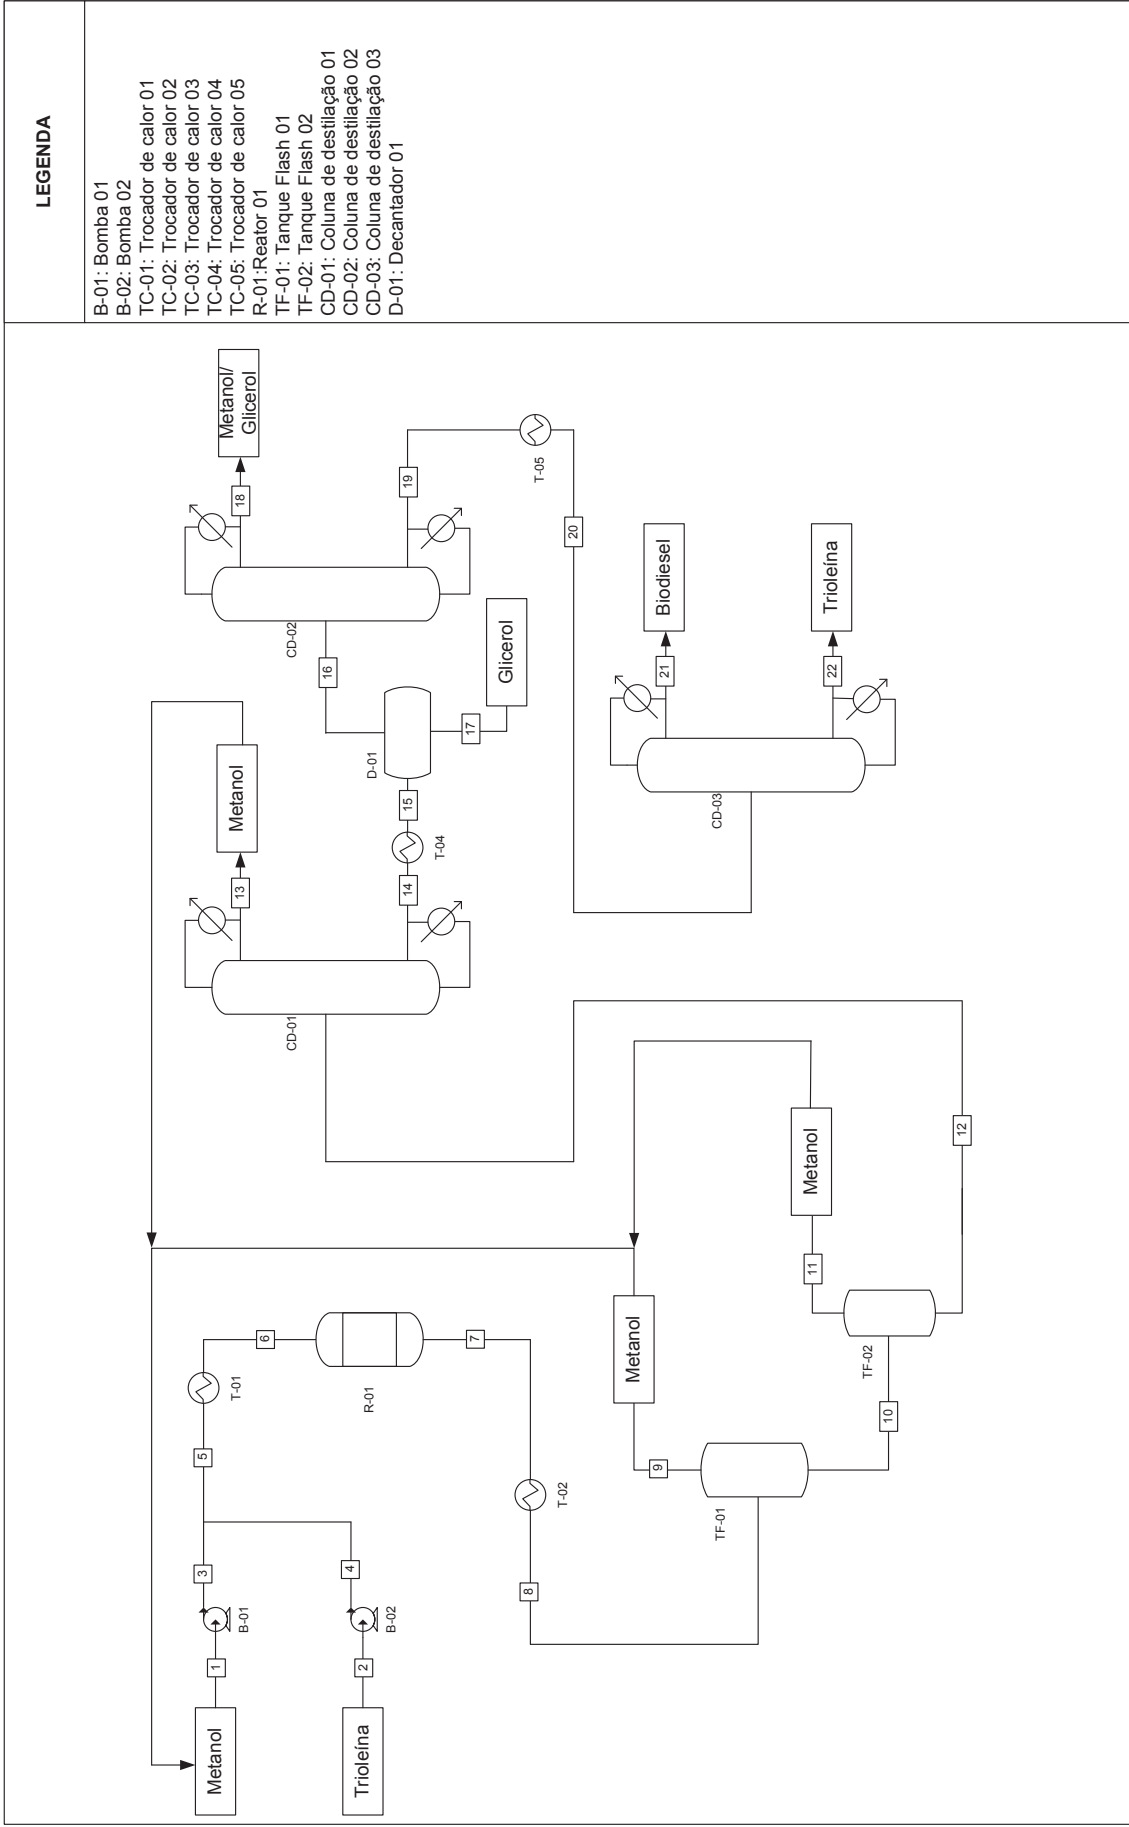 LEGENDA
B-01: Bomba 01
B-02: Bomba 02
TC-01: Trocador de calor 01
TC-02: Trocador de calor 02
TC-03: Trocador de calor 03
TC-04: Trocador de calor 04
TC-05: Trocador de calor 05
R-01:Reator 01
TF-01: Tanque Flash 01
TF-02: Tanque Flash 02
CD-01: Coluna de destilação 01
CD-02: Coluna de destilação 02
CD-03: Coluna de destilação 03
D-01: Decantador 01
Metanol
1
B-01
3
Trioleína
2
B-02
4
5
T-01
6
R-01
7
T-02
8
TF-01
9
Metanol
10
TF-02
11
Metanol
12
CD-01
13
Metanol
14
T-04
15
D-01
16
17
Glicerol
CD-02
18
Metanol/
Glicerol
19
T-05
20
CD-03
21
Biodiesel
22
Trioleína